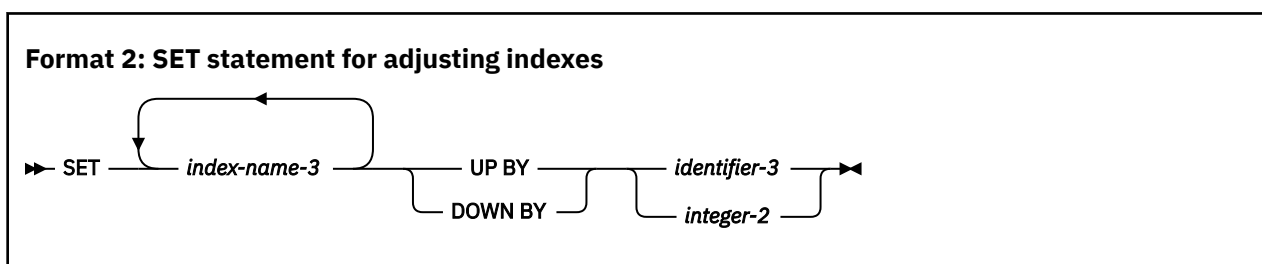 Format 2: SET statement for adjusting indexes
SET index-name-3 UP BY identifier-3
DOWN BY integer-2